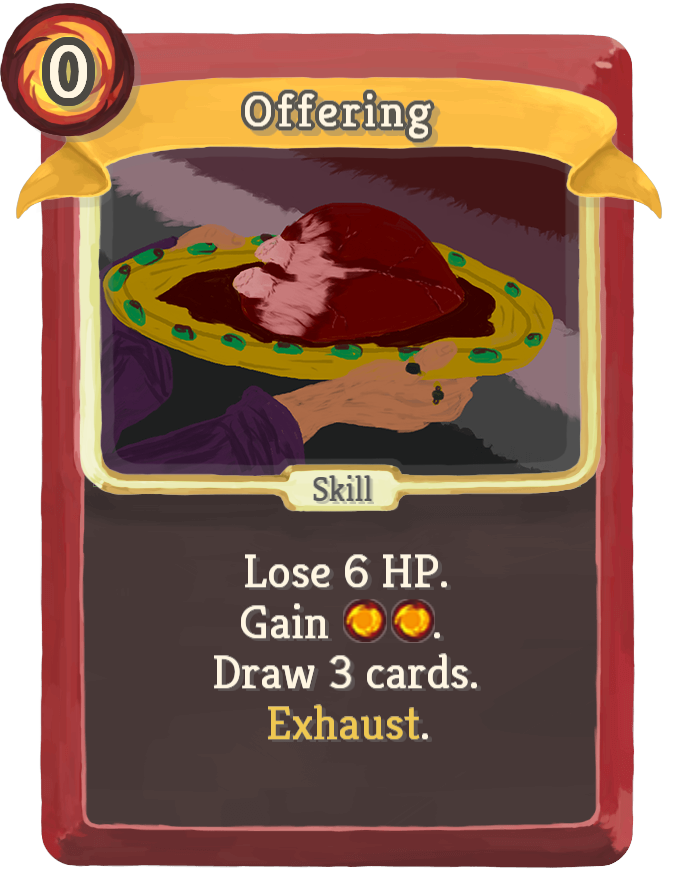 0
Offering
Skill
Lose 6 HP.
Gain .
Draw 3 cards.
Exhaust.